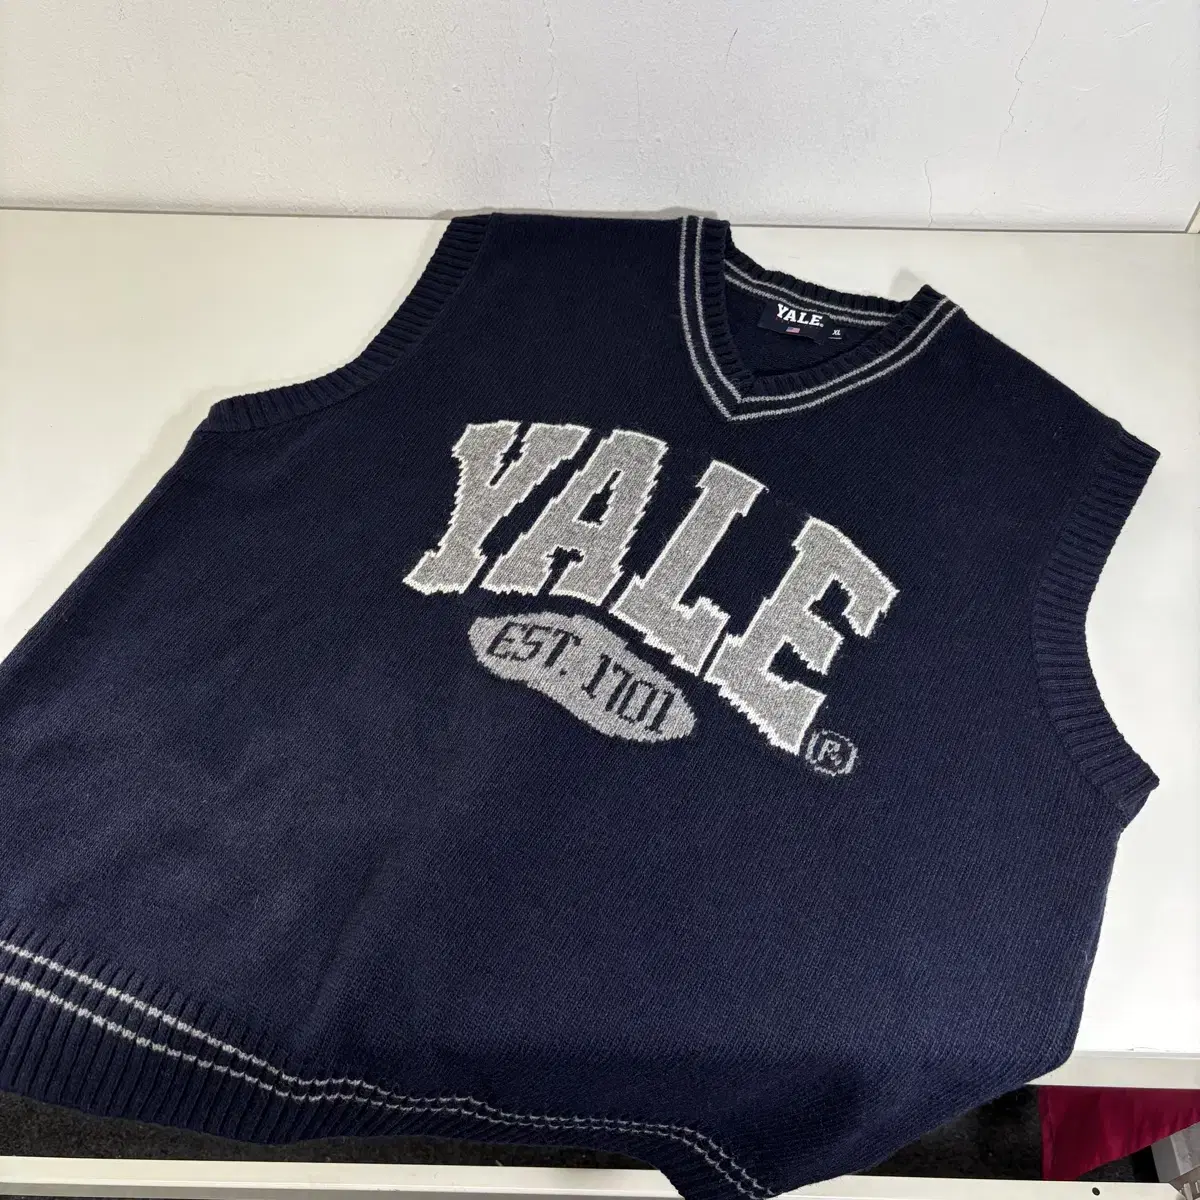 YALE.
XL
YALE
EST. 1701
®